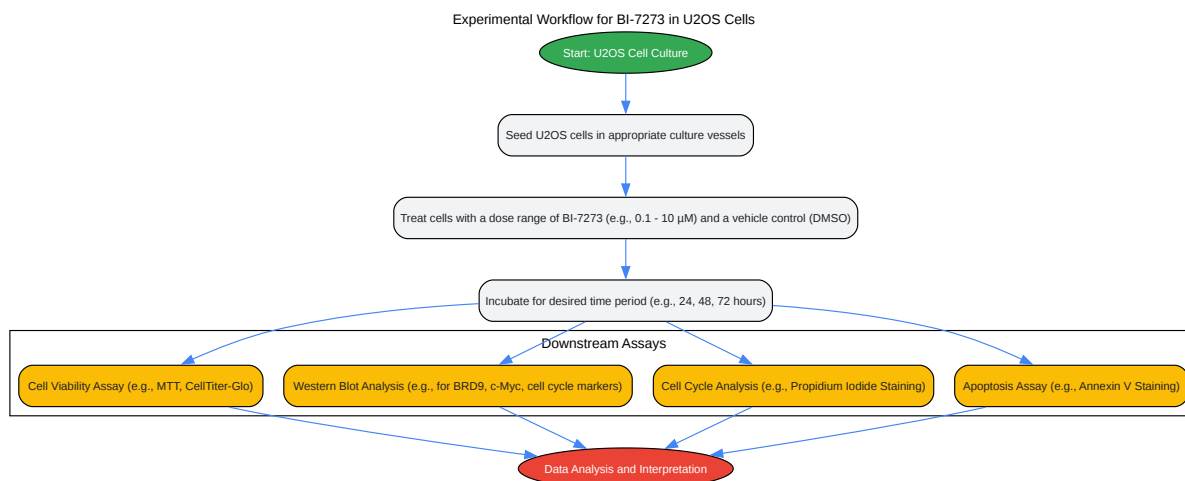 Experimental Workflow for BI-7273 in U2OS Cells
Start: U2OS Cell Culture
Seed U2OS cells in appropriate culture vessels
Treat cells with a dose range of BI-7273 (e.g., 0.1 - 10 µM) and a vehicle control (DMSO)
Incubate for desired time period (e.g., 24, 48, 72 hours)
Downstream Assays
Cell Viability Assay (e.g., MTT, CellTiter-Glo)
Western Blot Analysis (e.g., for BRD9, c-Myc, cell cycle markers)
Cell Cycle Analysis (e.g., Propidium Iodide Staining)
Apoptosis Assay (e.g., Annexin V Staining)
Data Analysis and Interpretation